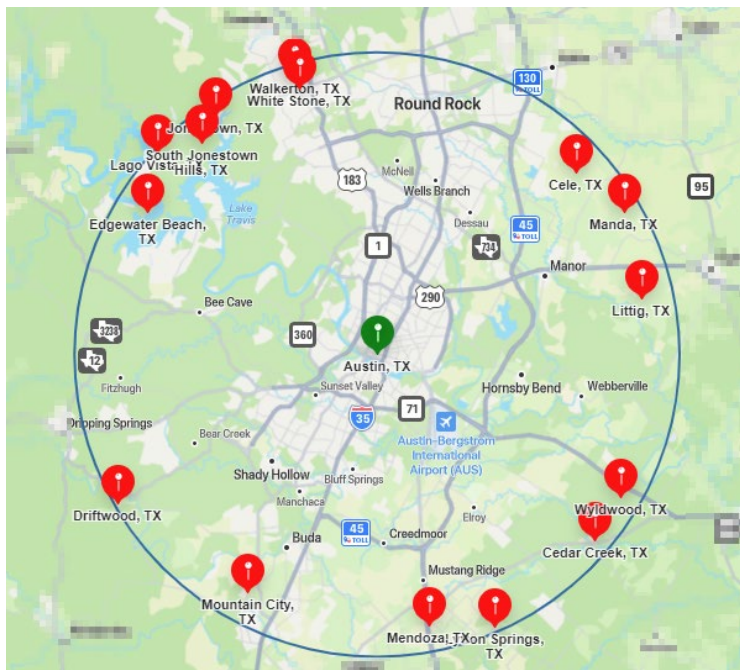 Walkerton, TX
White Stone, TX
Round Rock
130
TOLL
South Jonestown
Hills, TX
McNeil
183
Wells Branch
Cele, TX
95
Edgewater Beach,
TX
Lake
Travis
Dessau
Manda, TX
45
TOLL
1
734
Manor
290
Littig, TX
Bee Cave
3238
12
360
Austin, TX
Fitzhugh
Sunset Valley
Hornsby Bend
Webberville
71
35
Dripping Springs
Bear Creek
Austin-Bergstrom
International
Airport (AUS)
Shady Hollow
Bluff Springs
Manchaca
Driftwood, TX
Wyldwood, TX
Elroy
45
TOLL
Creedmoor
Buda
Cedar Creek, TX
Mustang Ridge
Mountain City,
TX
Mendoza, TX
Springs,
TX